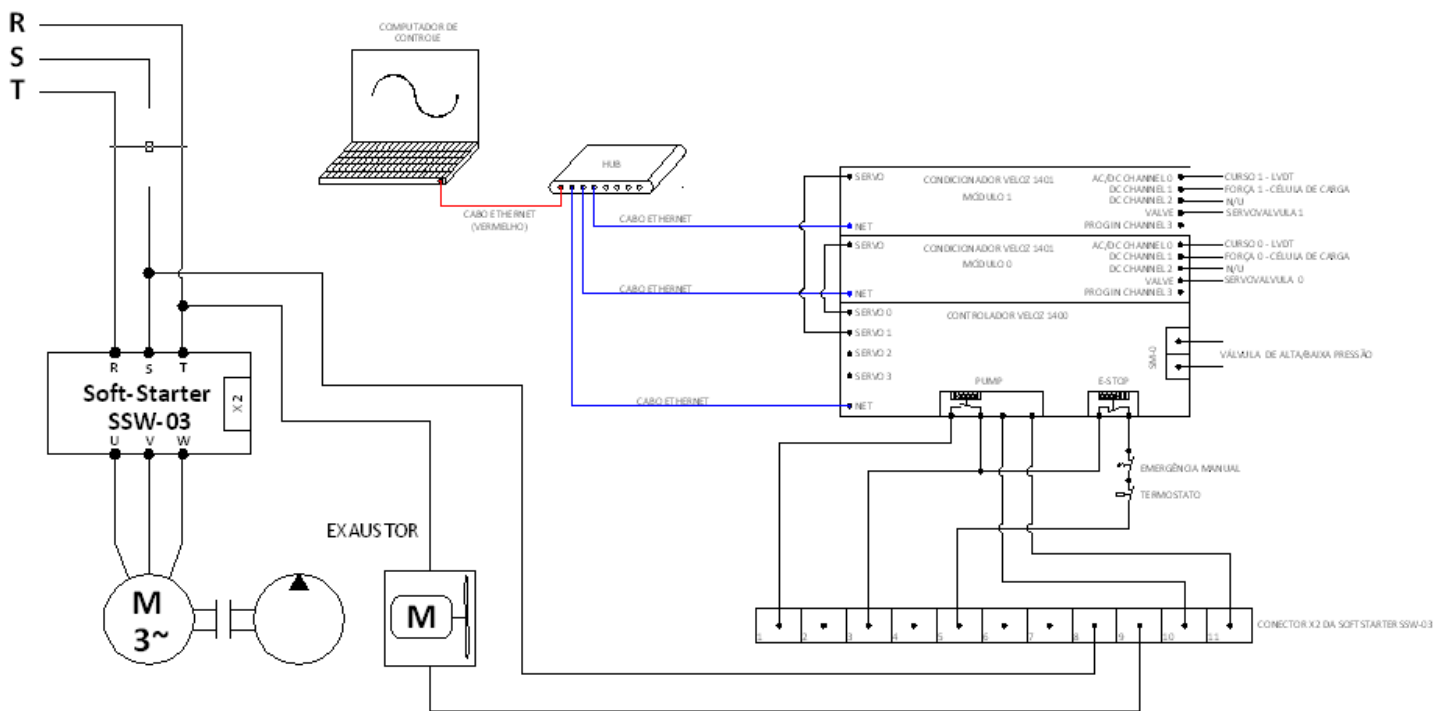 R
S
T
COMPUTADOR DE
CONTROLE
HUB
CABO ETHERNET
(VERMELHO)
CABO ETHERNET
CABO ETHERNET
CABO ETHERNET
SERVO
CONDICIONADOR VELOZ 1401
MÓDULO 1
NET
AC/DC CHANNEL 0
DC CHANNEL 1
DC CHANNEL 2
VALVE
PROGIN CHANNEL 3
CURSO 1 - LVDT
FORÇA 1 - CÉLULA DE CARGA
N/U
SERVOVALVULA 1
SERVO
CONDICIONADOR VELOZ 1401
MÓDULO 0
NET
AC/DC CHANNEL 0
DC CHANNEL 1
DC CHANNEL 2
VALVE
PROGIN CHANNEL 3
CURSO 0 - LVDT
FORÇA 0 - CÉLULA DE CARGA
N/U
SERVOVALVULA 0
SERVO 0
CONTROLADOR VELOZ 1400
SERVO 1
SERVO 2
SERVO 3
NET
PUMP
E-STOP
SM-0
VÁLVULA DE ALTA/BAIXA PRESSÃO
R S T
Soft-Starter
SSW-03
X 2
U V W
EMERGÊNCIA MANUAL
TERMOSTATO
EXAUSTOR
M
3~
M
1 2 3 4 5 6 7 8 9 10 11
CONECTOR X2 DA SOFTSTARTER SSW-03